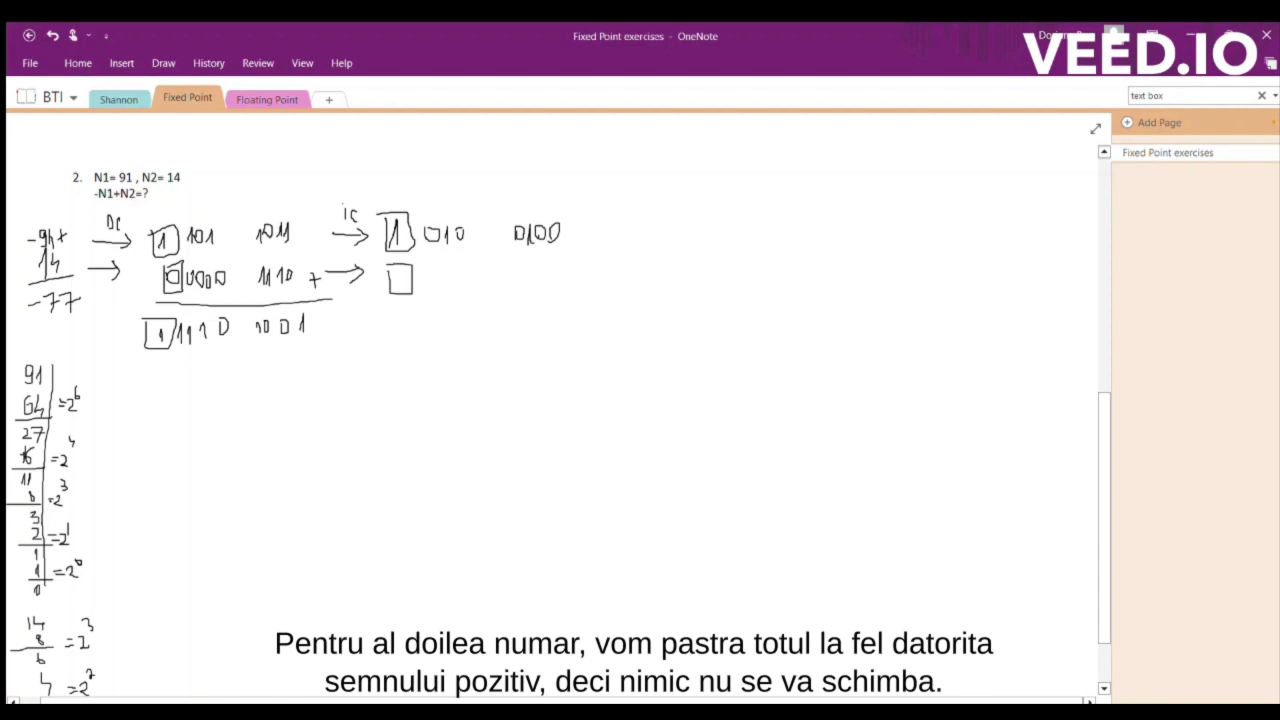 Fixed Point exercises - OneNote
VEED.IO
File Home Insert Draw History Review View Help
BTI Shannon Fixed Point Floating Point +
text box
Add Page
Fixed Point exercises
2. N1= 91 , N2= 14
-N1+N2=?
DC
ic
-91+ 1 101 1011 1 010 0100
14 0 000 1110 +
-77
1 1110 1001
91
64 =2^6
27
16 =2^4
11
8 =2^3
3
2 =2^1
1
1 =2^0
0
14
8 =2^3
6
4 =2^2
Pentru al doilea numar, vom pastra totul la fel datorita
semnului pozitiv, deci nimic nu se va schimba.